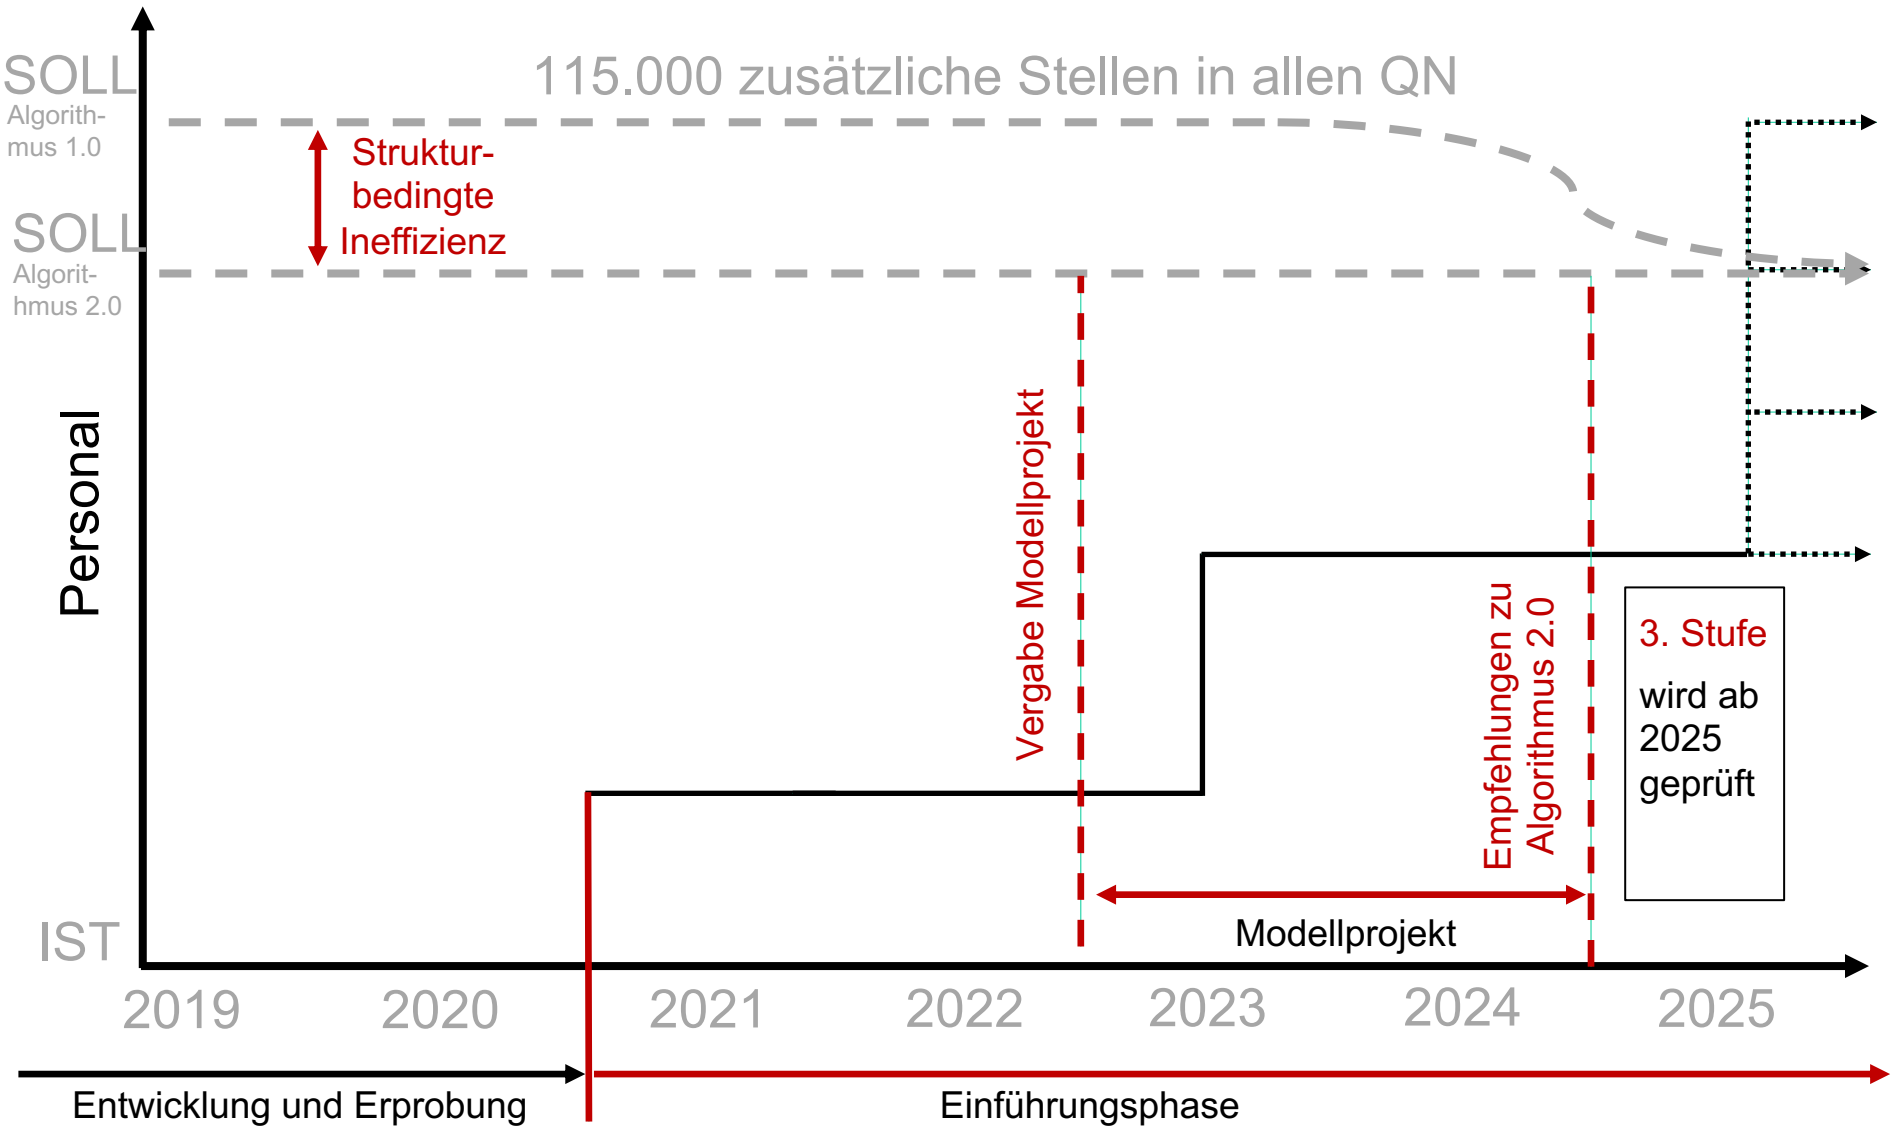 SOLL
Algorith-
mus 1.0
115.000 zusätzliche Stellen in allen QN
Struktur-
bedingte
Ineffizienz
SOLL
Algorit-
hmus 2.0
Personal
Vergabe Modellprojekt
Empfehlungen zu
Algorithmus 2.0
3. Stufe
wird ab
2025
geprüft
IST
Modellprojekt
2019 2020 2021 2022 2023 2024 2025
Entwicklung und Erprobung
Einführungsphase